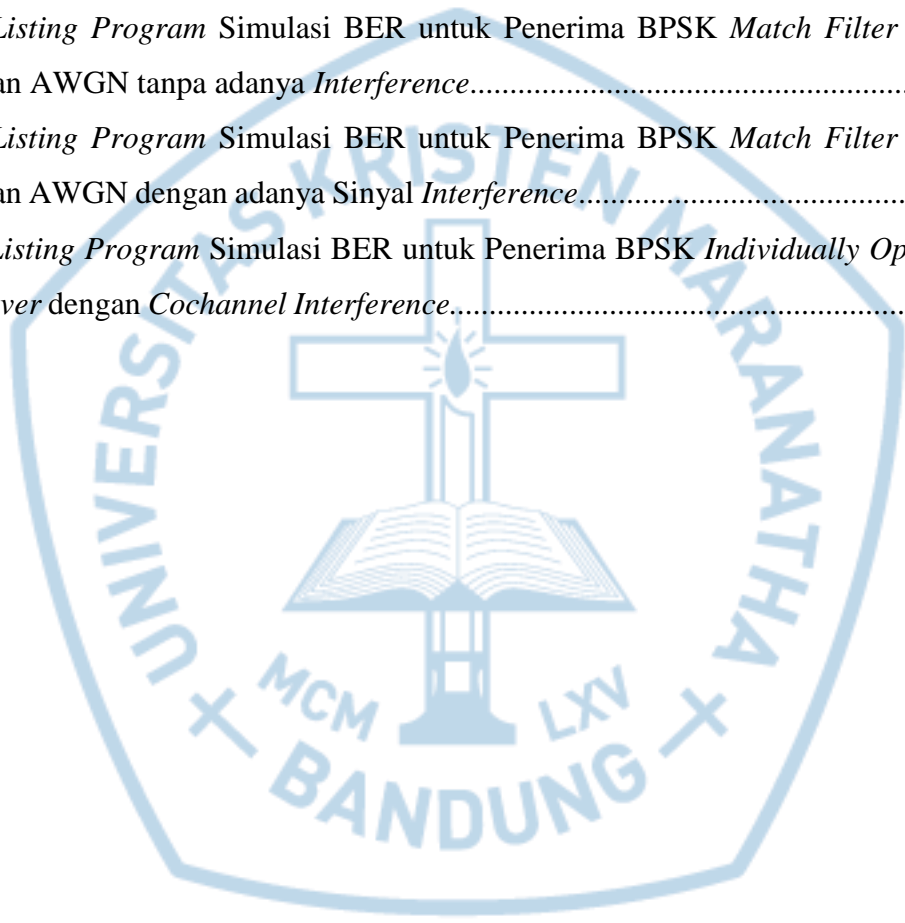 Listing Program Simulasi BER untuk Penerima BPSK Match Filter
an AWGN tanpa adanya Interference..........................................................................
Listing Program Simulasi BER untuk Penerima BPSK Match Filter
an AWGN dengan adanya Sinyal Interference.......................................................
Listing Program Simulasi BER untuk Penerima BPSK Individually Op
ver dengan Cochannel Interference............................................................................
UNIVERSITAS KRISTEN MARANATHA
MCM LXV
BANDUNG